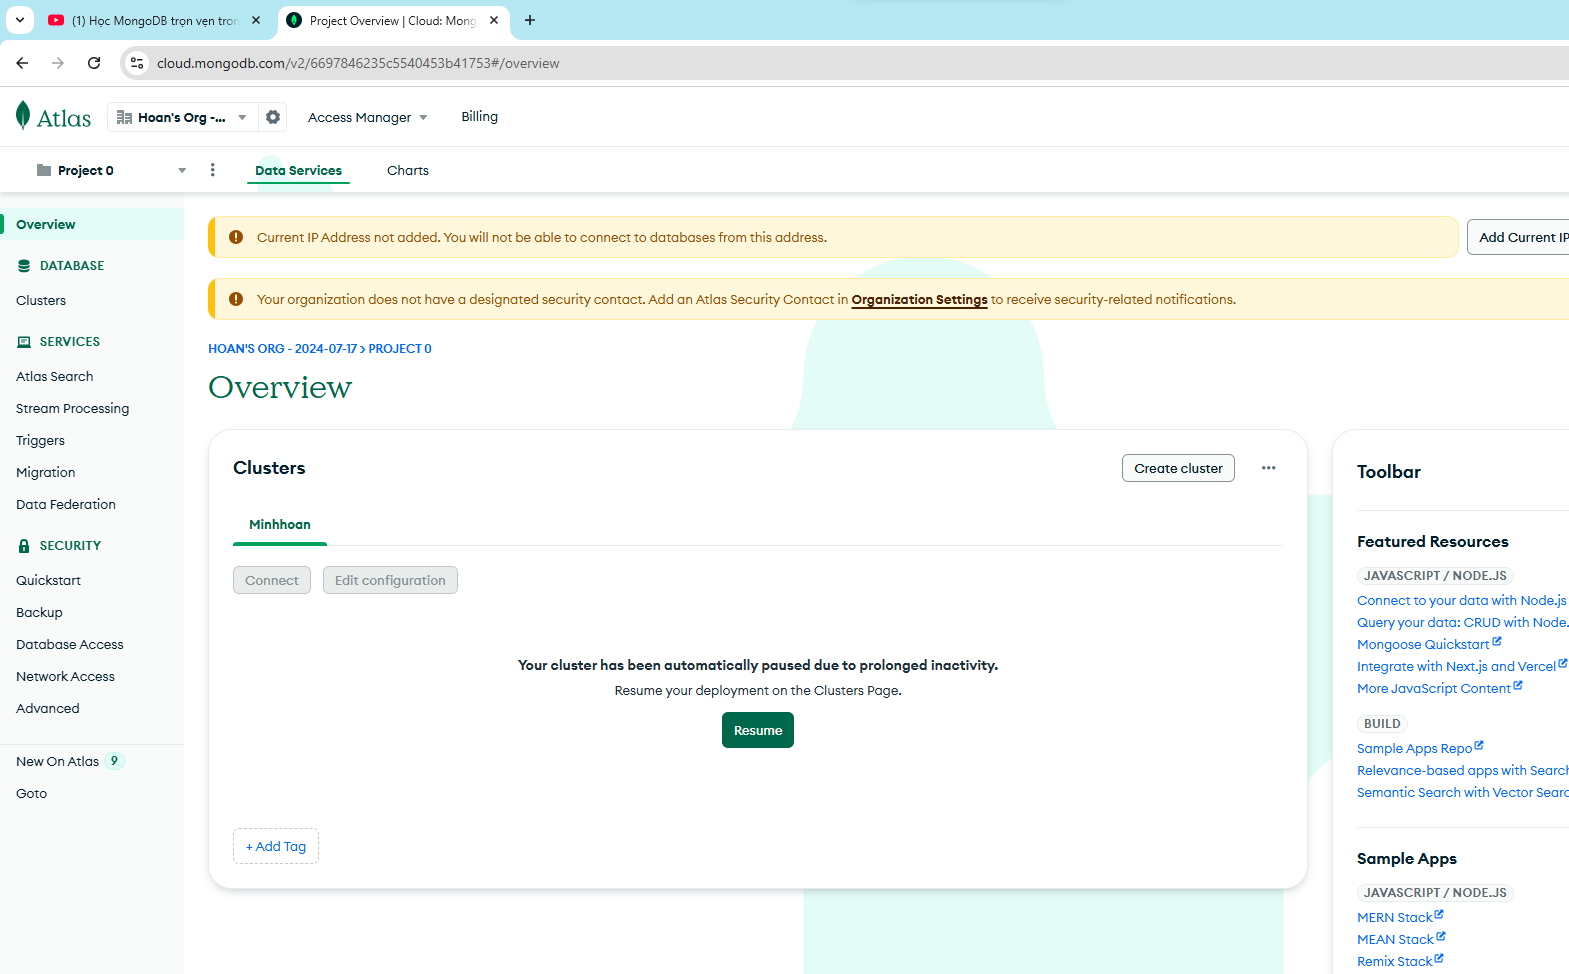 (1) Học MongoDB trọn vẹn tron
Project Overview | Cloud: Mong
cloud.mongodb.com/v2/6697846235c5540453b41753#/overview
Atlas
Hoan's Org -...
Access Manager
Billing
Project 0
Data Services
Charts
Overview
DATABASE
Clusters
SERVICES
Atlas Search
Stream Processing
Triggers
Migration
Data Federation
SECURITY
Quickstart
Backup
Database Access
Network Access
Advanced
New On Atlas 9
Goto
Current IP Address not added. You will not be able to connect to databases from this address.
Add Current IP
Your organization does not have a designated security contact. Add an Atlas Security Contact in Organization Settings to receive security-related notifications.
HOAN'S ORG - 2024-07-17 > PROJECT 0
Overview
Clusters
Create cluster
Minhhoan
Connect
Edit configuration
Your cluster has been automatically paused due to prolonged inactivity.
Resume your deployment on the Clusters Page.
Resume
+ Add Tag
Toolbar
Featured Resources
JAVASCRIPT / NODE.JS
Connect to your data with Node.js
Query your data: CRUD with Node.
Mongoose Quickstart
Integrate with Next.js and Vercel
More JavaScript Content
BUILD
Sample Apps Repo
Relevance-based apps with Search
Semantic Search with Vector Searc
Sample Apps
JAVASCRIPT / NODE.JS
MERN Stack
MEAN Stack
Remix Stack